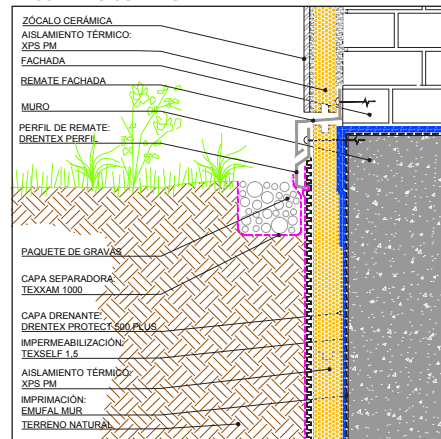 ZÓCALO CERÁMICA
AISLAMIENTO TÉRMICO:
XPS PM
FACHADA
REMATE FACHADA
MURO
PERFIL DE REMATE:
DRENTEX PERFIL
PAQUETE DE GRAVAS
CAPA SEPARADORA:
TEXXAM 1000
CAPA DRENANTE:
DRENTEX PROTECT 500 PLUS
IMPERMEABILIZACIÓN:
TEXSELF 1,5
AISLAMIENTO TÉRMICO:
XPS PM
IMPRIMACIÓN:
EMUFAL MUR
TERRENO NATURAL